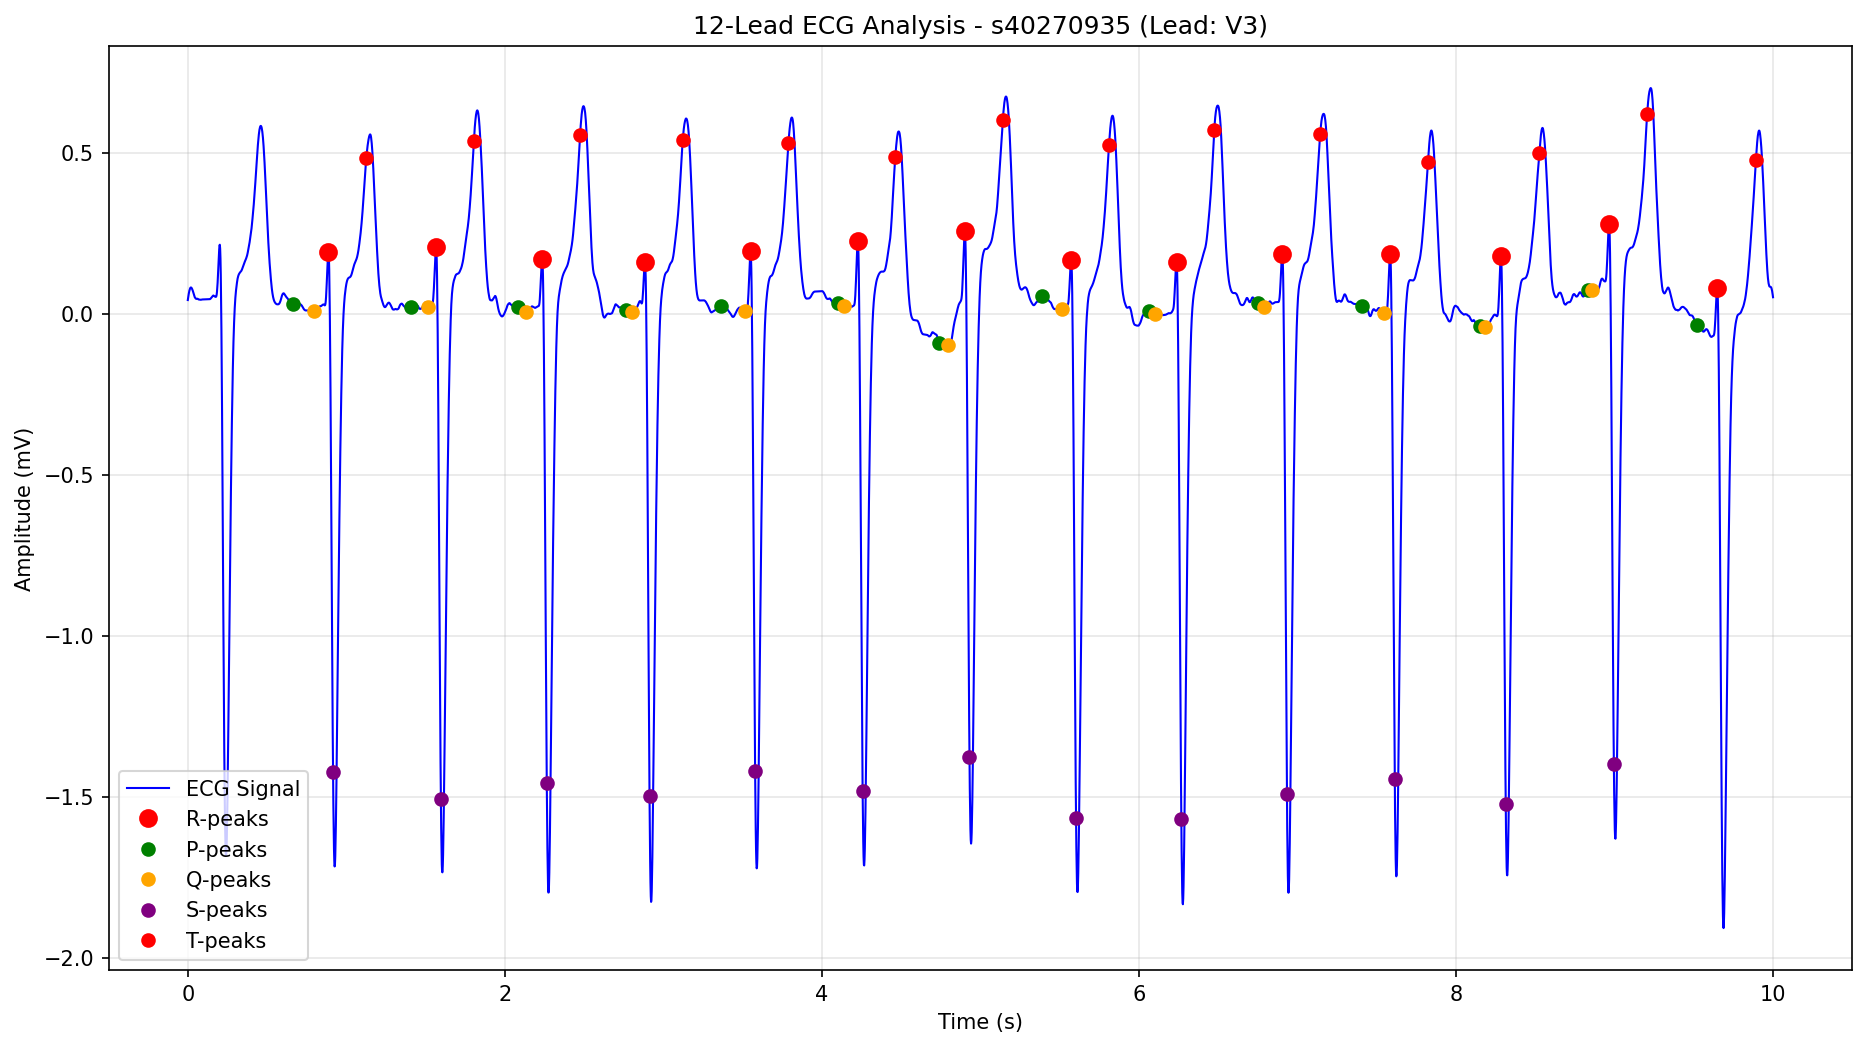 12-Lead ECG Analysis - s40270935 (Lead: V3)
Amplitude (mV)
0.5
0.0
−0.5
−1.0
−1.5
−2.0
ECG Signal
R-peaks
P-peaks
Q-peaks
S-peaks
T-peaks
0 2 4 6 8 10
Time (s)